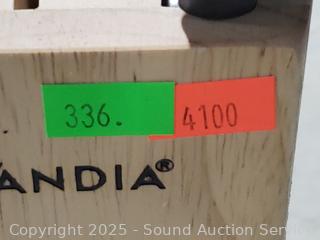 336. 4100
ANDIA®
Copyright 2025 - Sound Auction Service